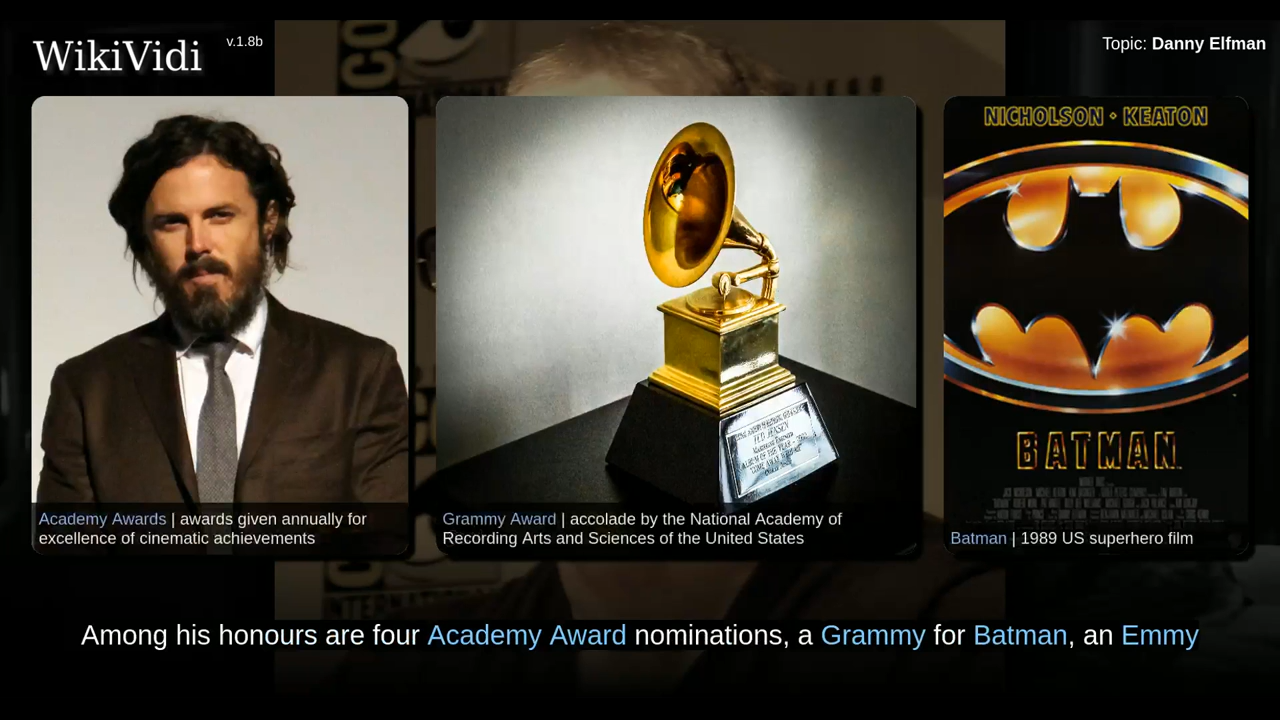 WikiVidi
v.1.8b
Topic: Danny Elfman
NICHOLSON • KEATON
BATMAN
Academy Awards | awards given annually for
excellence of cinematic achievements
Grammy Award | accolade by the National Academy of
Recording Arts and Sciences of the United States
Batman | 1989 US superhero film
Among his honours are four Academy Award nominations, a Grammy for Batman, an Emmy